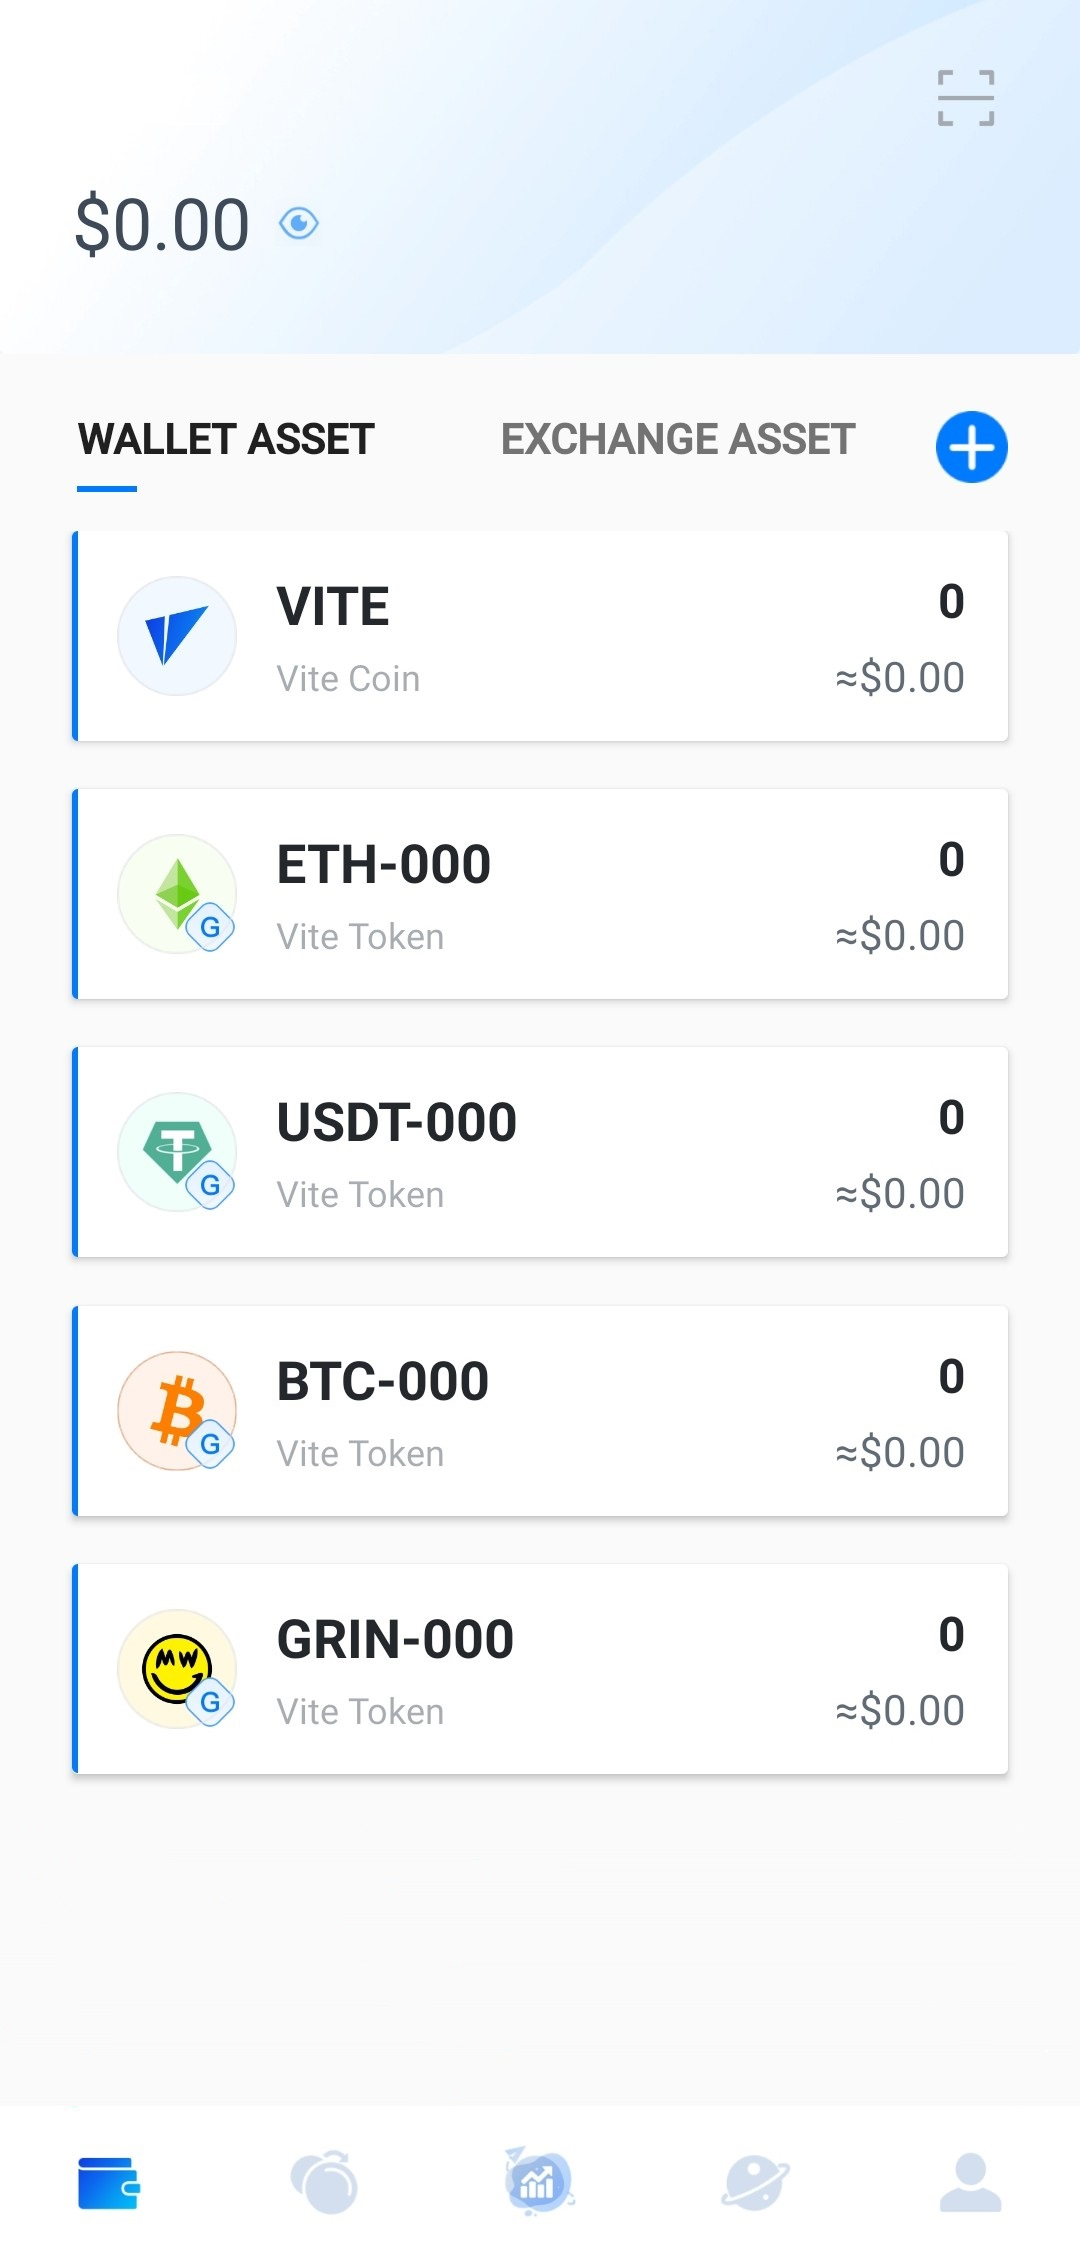 $0.00
WALLET ASSET
EXCHANGE ASSET
VITE
0
Vite Coin
≈$0.00
ETH-000
0
G
Vite Token
≈$0.00
USDT-000
0
T
G
Vite Token
≈$0.00
BTC-000
0
G
Vite Token
≈$0.00
GRIN-000
0
MW
G
Vite Token
≈$0.00